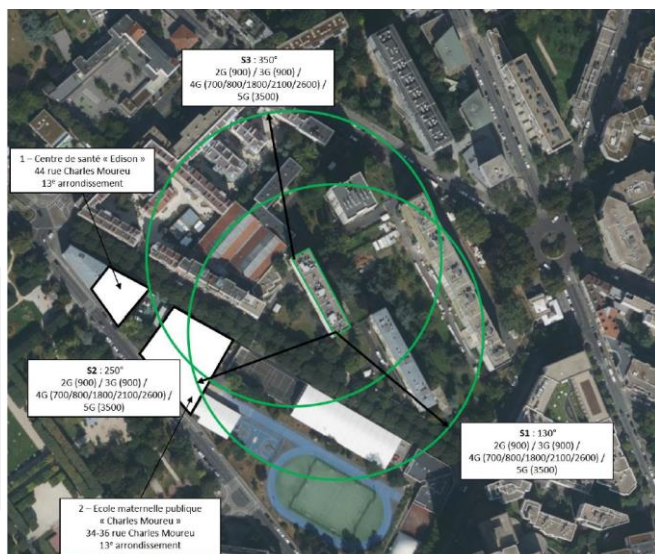 S3 : 350°
2G (900) / 3G (900) /
4G (700/800/1800/2100/2600) /
5G (3500)
1 – Centre de santé « Edison »
44 rue Charles Moureu
13e arrondissement
S2 : 250°
2G (900) / 3G (900) /
4G (700/800/1800/2100/2600) /
5G (3500)
S1 : 130°
2G (900) / 3G (900) /
4G (700/800/1800/2100/2600) /
5G (3500)
2 – Ecole maternelle publique
« Charles Moureu »
34-36 rue Charles Moureu
13e arrondissement